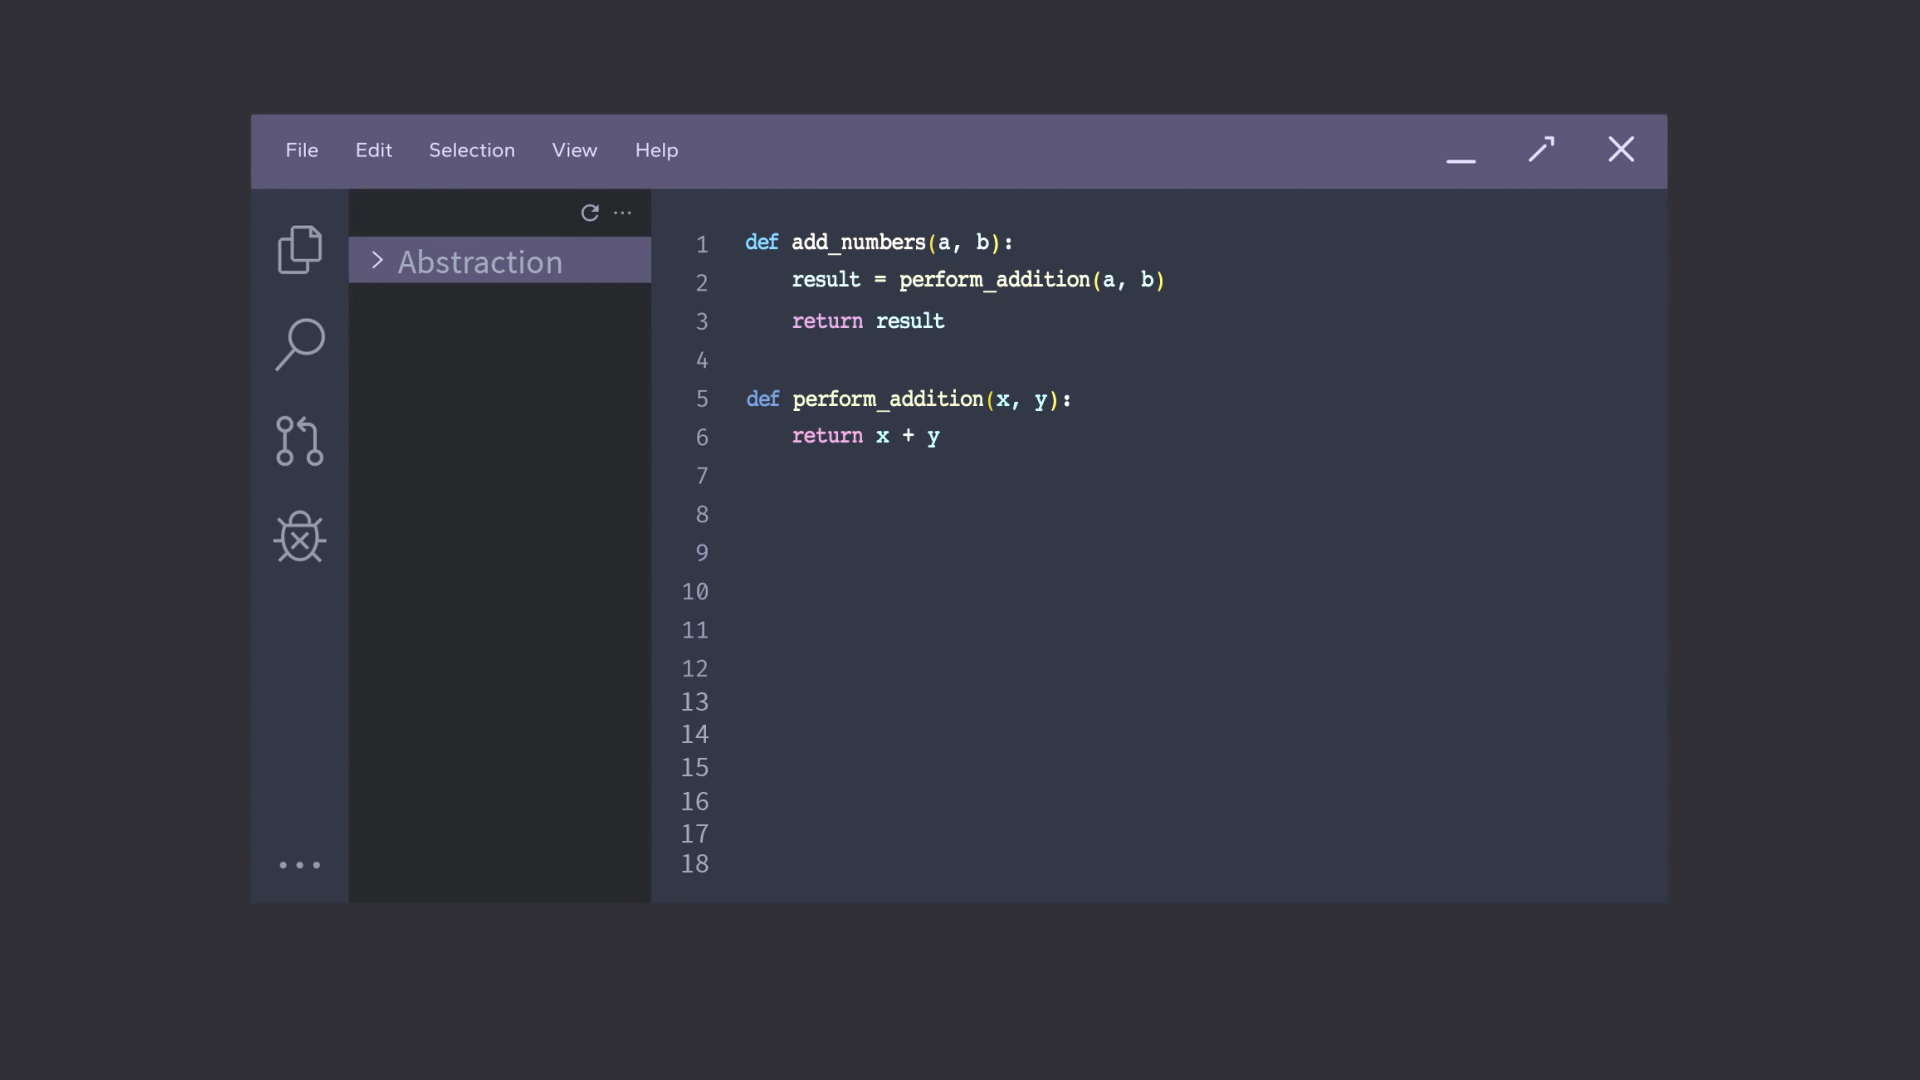 File Edit Selection View Help
Abstraction
1 def add_numbers(a, b):
2 result = perform_addition(a, b)
3 return result
4
5 def perform_addition(x, y):
6 return x + y
7
8
9
10
11
12
13
14
15
16
17
18